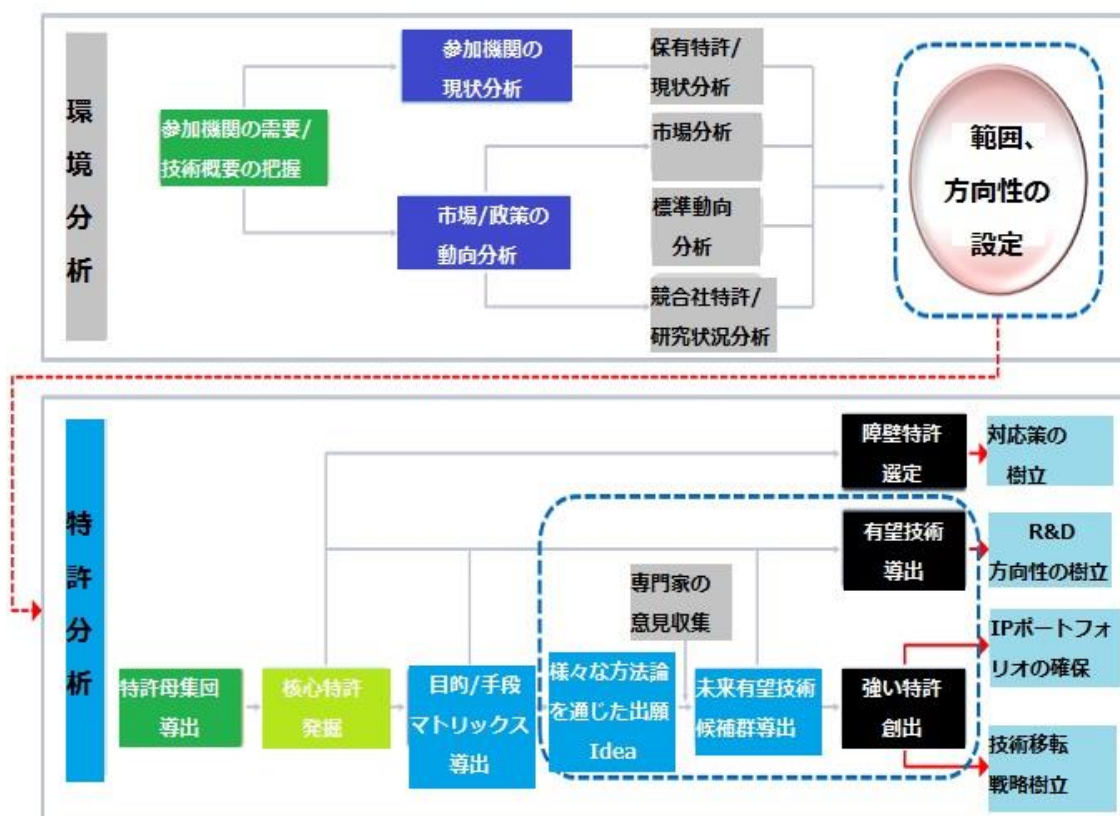 環境分析
参加機関の需要/
技術概要の把握
参加機関の
現状分析
市場/政策の
動向分析
保有特許/
現状分析
市場分析
標準動向
分析
競合社特許/
研究状況分析
範囲、
方向性の
設定
特許分析
特許母集団
導出
核心特許
発掘
目的/手段
マトリックス
導出
様々な方法論
を通じた出願
Idea
専門家の
意見収集
未来有望技術
候補群導出
障壁特許
選定
有望技術
導出
強い特許
創出
対応策の
樹立
R&D
方向性の樹立
IPポートフォ
リオの確保
技術移転
戦略樹立